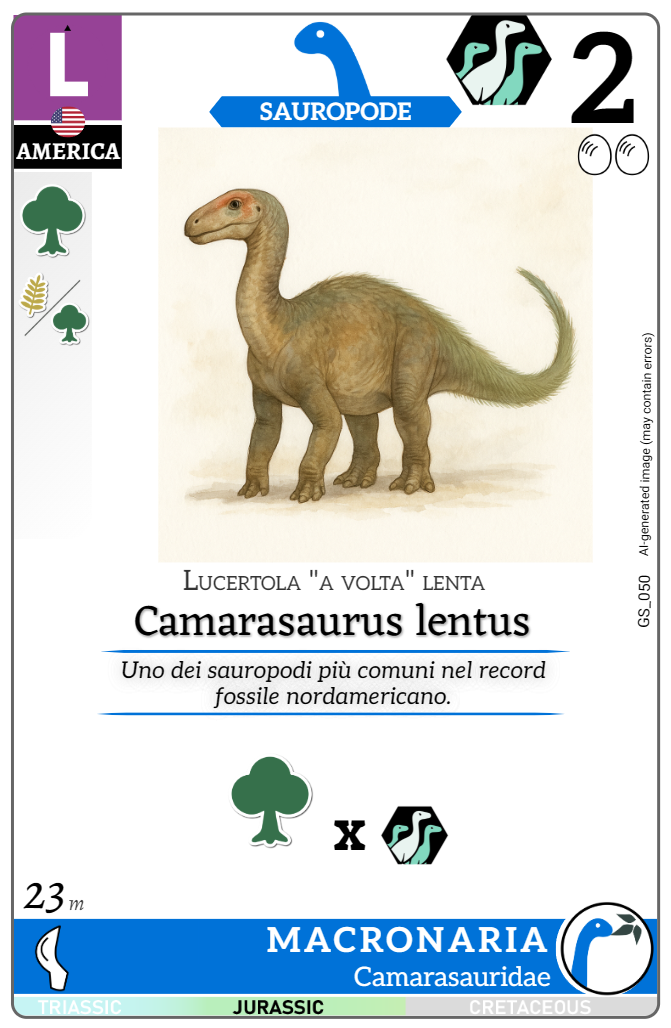 L
AMERICA
SAUROPODE
2
AI-generated image (may contain errors)
GS_050
LUCERTOLA "A VOLTA" LENTA
Camarasaurus lentus
Uno dei sauropodi più comuni nel record
fossile nordamericano.
x
23 m
MACRONARIA
Camarasauridae
TRIASSIC JURASSIC CRETACEOUS